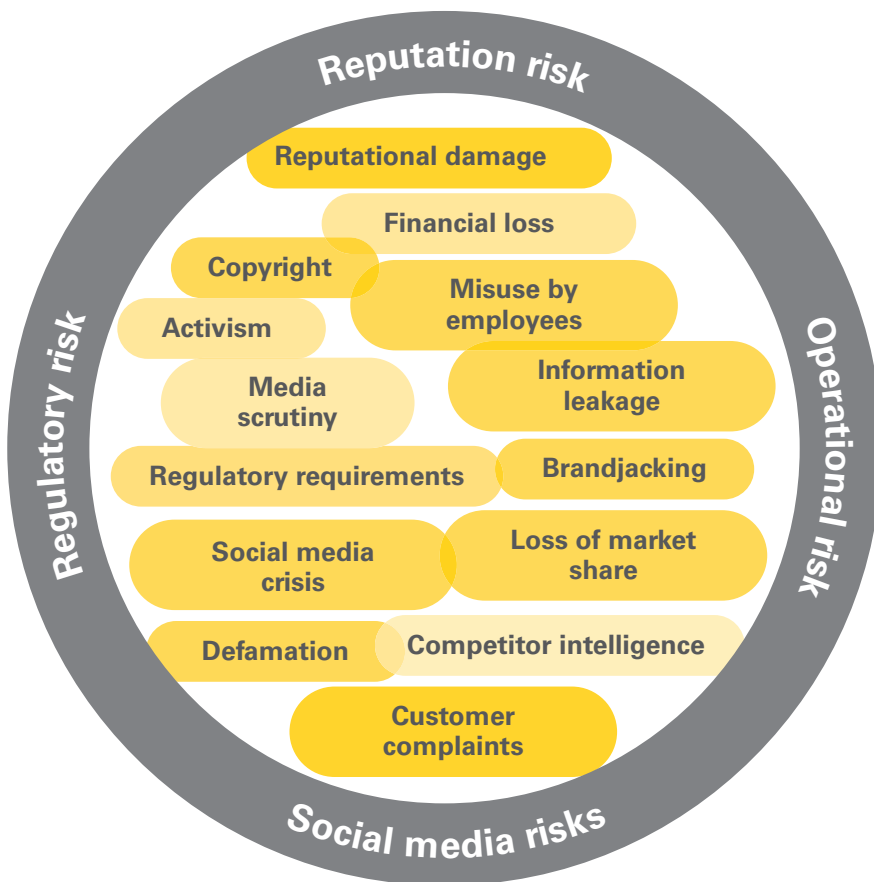 Reputation risk
Reputational damage
Financial loss
Copyright
Misuse by
employees
Activism
Information
leakage
Media
scrutiny
Regulatory requirements
Brandjacking
Social media
crisis
Loss of market
share
Defamation
Competitor intelligence
Customer
complaints
Regulatory risk
Operational risk
Social media risks